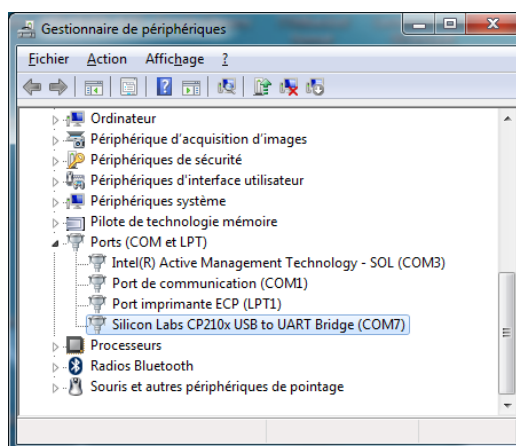 Gestionnaire de périphériques
Fichier Action Affichage ?
Ordinateur
Périphérique d'acquisition d'images
Périphériques de sécurité
Périphériques d'interface utilisateur
Périphériques système
Pilote de technologie mémoire
Ports (COM et LPT)
Intel(R) Active Management Technology - SOL (COM3)
Port de communication (COM1)
Port imprimante ECP (LPT1)
Silicon Labs CP210x USB to UART Bridge (COM7)
Processeurs
Radios Bluetooth
Souris et autres périphériques de pointage